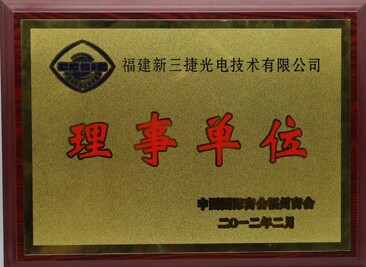 CCOIC
福建新三捷光电技术有限公司
理事单位
中国国际商会福州商会
二〇一二年二月